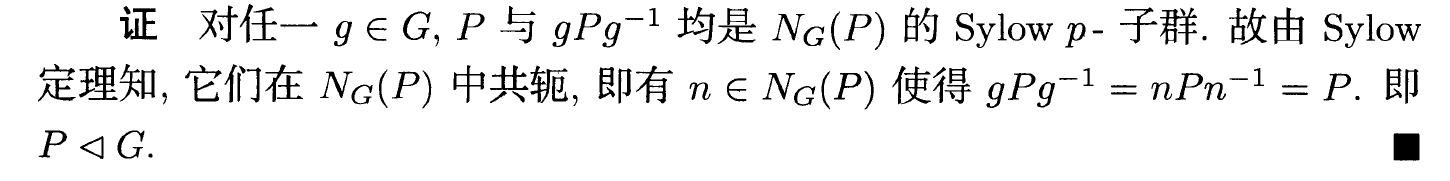 证 对任一 g ∈ G, P 与 gPg⁻¹ 均是 N_G(P) 的 Sylow p- 子群. 故由 Sylow
定理知, 它们在 N_G(P) 中共轭, 即有 n ∈ N_G(P) 使得 gPg⁻¹ = nPn⁻¹ = P. 即
P ◁ G. ■